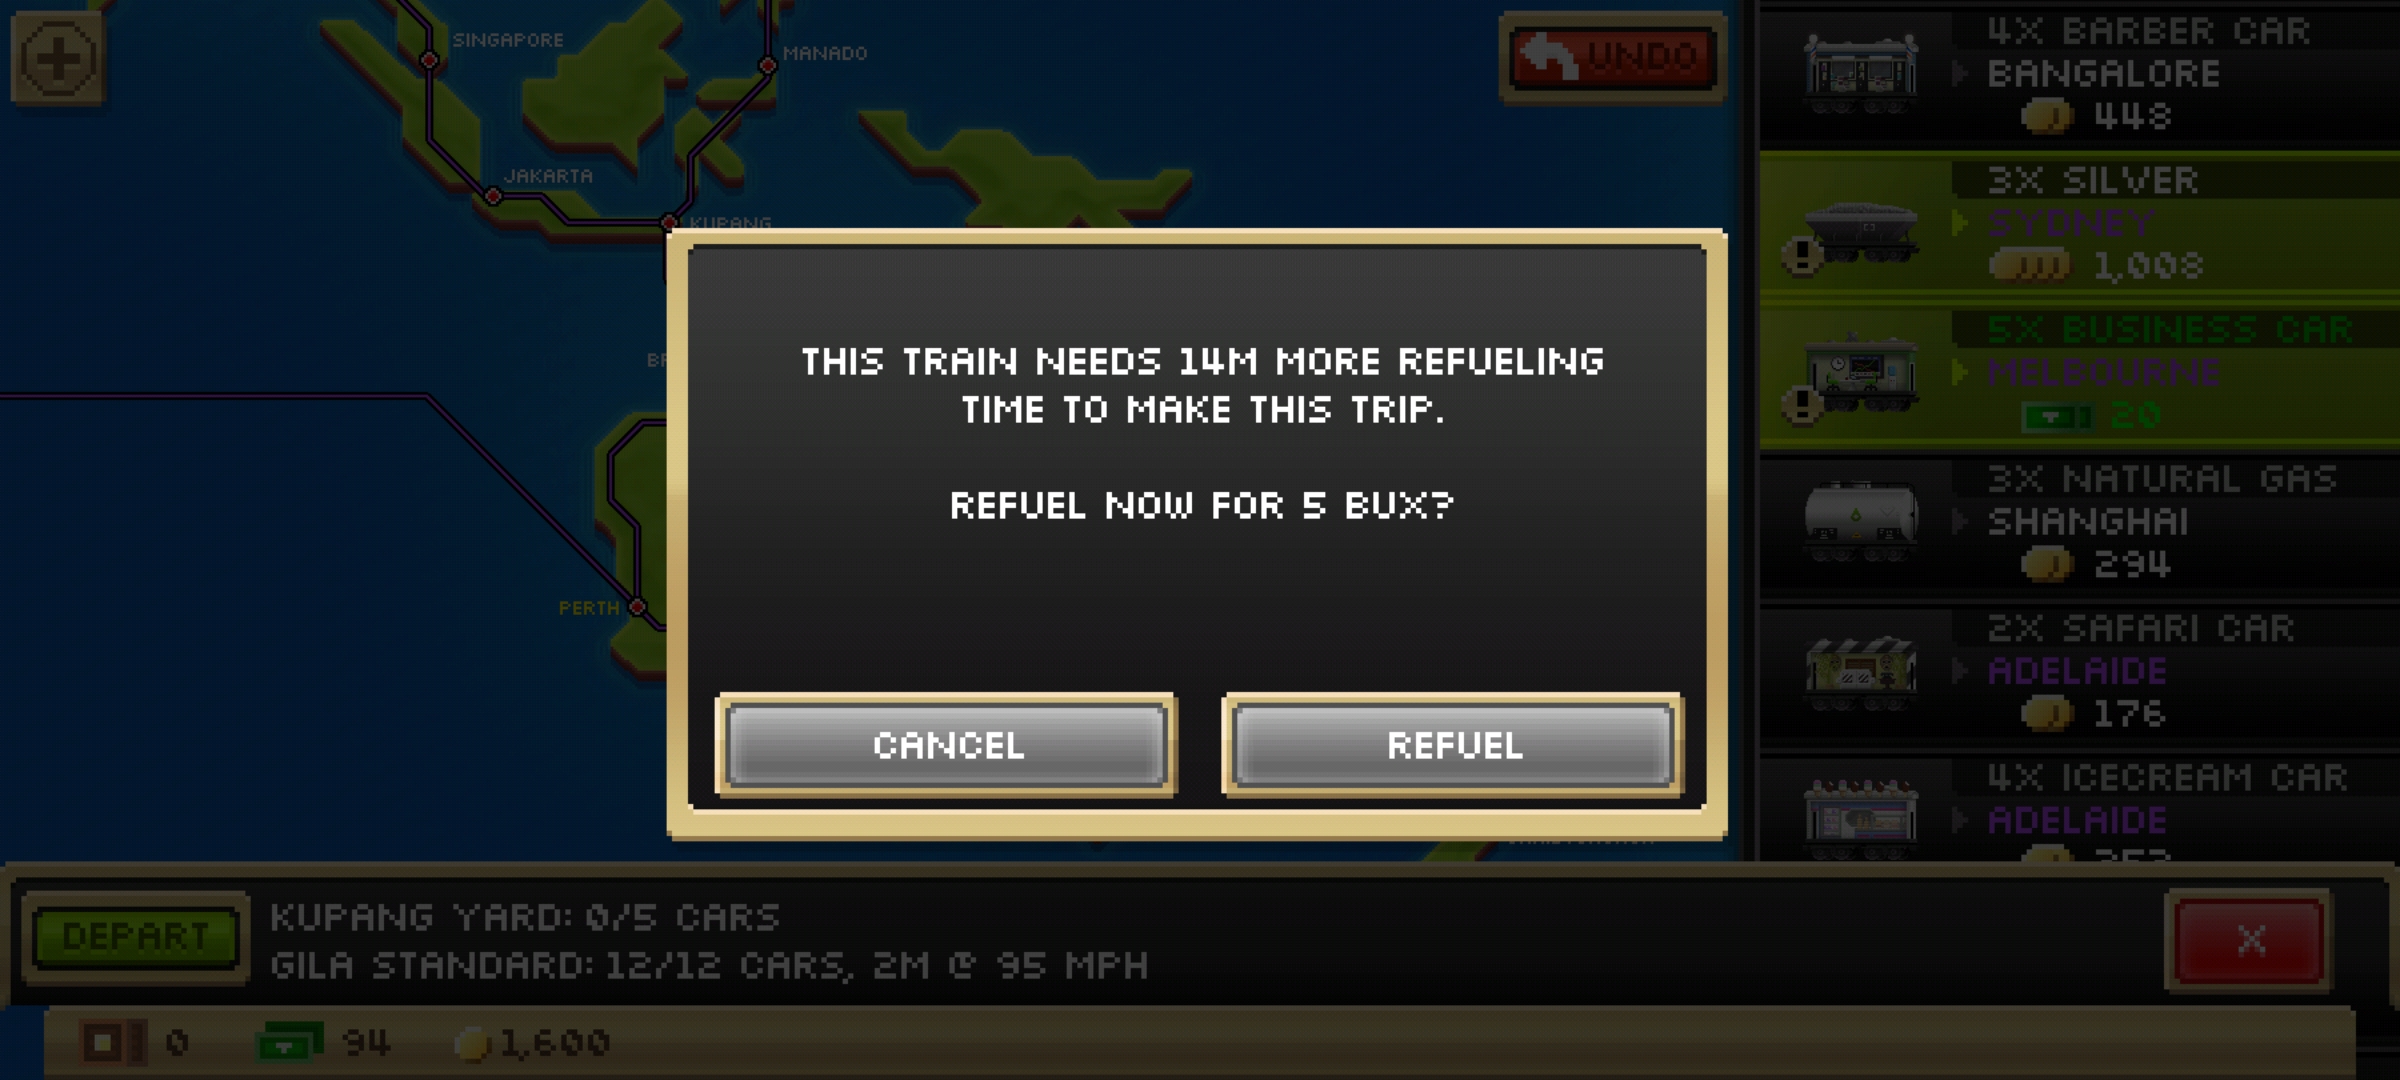 SINGAPORE
MANADO
JAKARTA
KUPANG
PERTH
UNDO
THIS TRAIN NEEDS 14M MORE REFUELING
TIME TO MAKE THIS TRIP.
REFUEL NOW FOR 5 BUX?
CANCEL
REFUEL
4X BARBER CAR
BANGALORE
448
3X SILVER
SYDNEY
1,008
5X BUSINESS CAR
MELBOURNE
20
3X NATURAL GAS
SHANGHAI
294
2X SAFARI CAR
ADELAIDE
176
4X ICECREAM CAR
ADELAIDE
DEPART
KUPANG YARD: 0/5 CARS
GILA STANDARD: 12/12 CARS, 2M @ 95 MPH
X
0
94
1,600